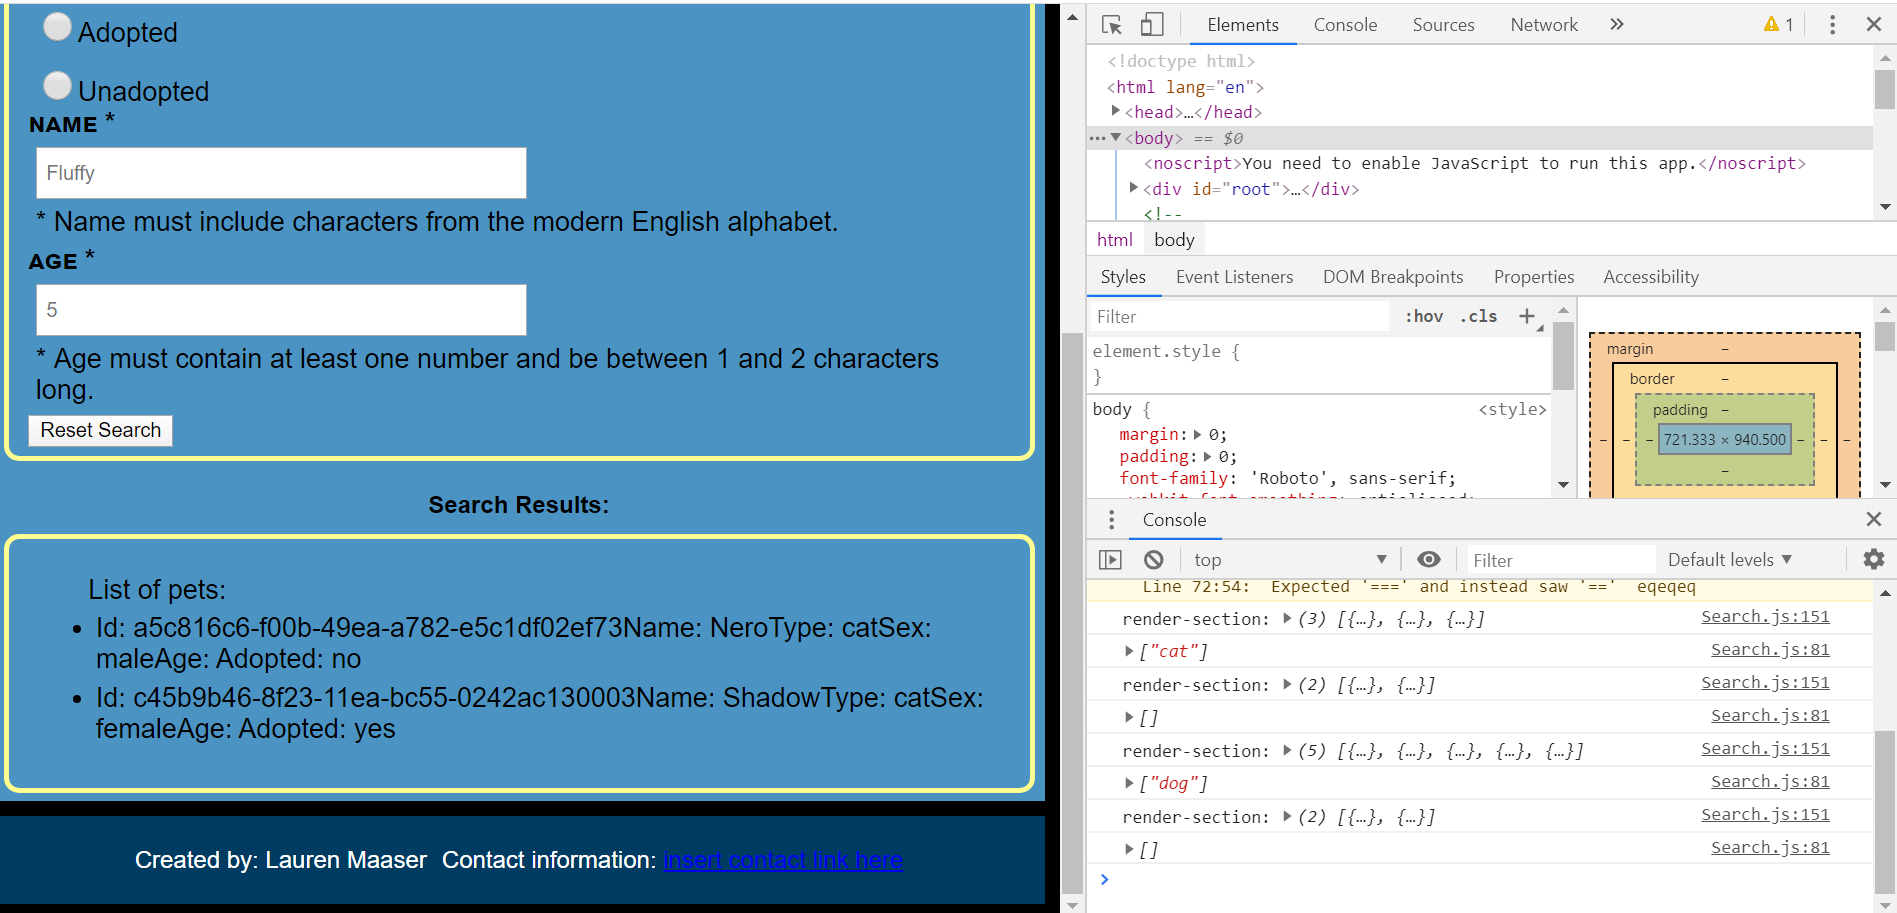 Adopted
Unadopted
NAME *
Fluffy
* Name must include characters from the modern English alphabet.
AGE *
5
* Age must contain at least one number and be between 1 and 2 characters
long.
Reset Search
Search Results:
List of pets:
• Id: a5c816c6-f00b-49ea-a782-e5c1df02ef73Name: NeroType: catSex:
maleAge: Adopted: no
• Id: c45b9b46-8f23-11ea-bc55-0242ac130003Name: ShadowType: catSex:
femaleAge: Adopted: yes
Created by: Lauren Maaser Contact information: insert contact link here
Elements Console Sources Network » 1
<!doctype html>
<html lang="en">
<head>…</head>
<body> == $0
<noscript>You need to enable JavaScript to run this app.</noscript>
<div id="root">…</div>
<!--
html body
Styles Event Listeners DOM Breakpoints Properties Accessibility
Filter :hov .cls +
element.style {
}
body { <style>
margin: 0;
padding: 0;
font-family: 'Roboto', sans-serif;
-webkit-font-smoothing: antialiased;
margin –
border –
padding –
– – – 721.333 × 940.500 – – –
–
Console
top Filter Default levels
Line 72:54: Expected '===' and instead saw '==' eqeqeq
render-section: (3) [{…}, {…}, {…}] Search.js:151
["cat"] Search.js:81
render-section: (2) [{…}, {…}] Search.js:151
[] Search.js:81
render-section: (5) [{…}, {…}, {…}, {…}, {…}] Search.js:151
["dog"] Search.js:81
render-section: (2) [{…}, {…}] Search.js:151
[] Search.js:81